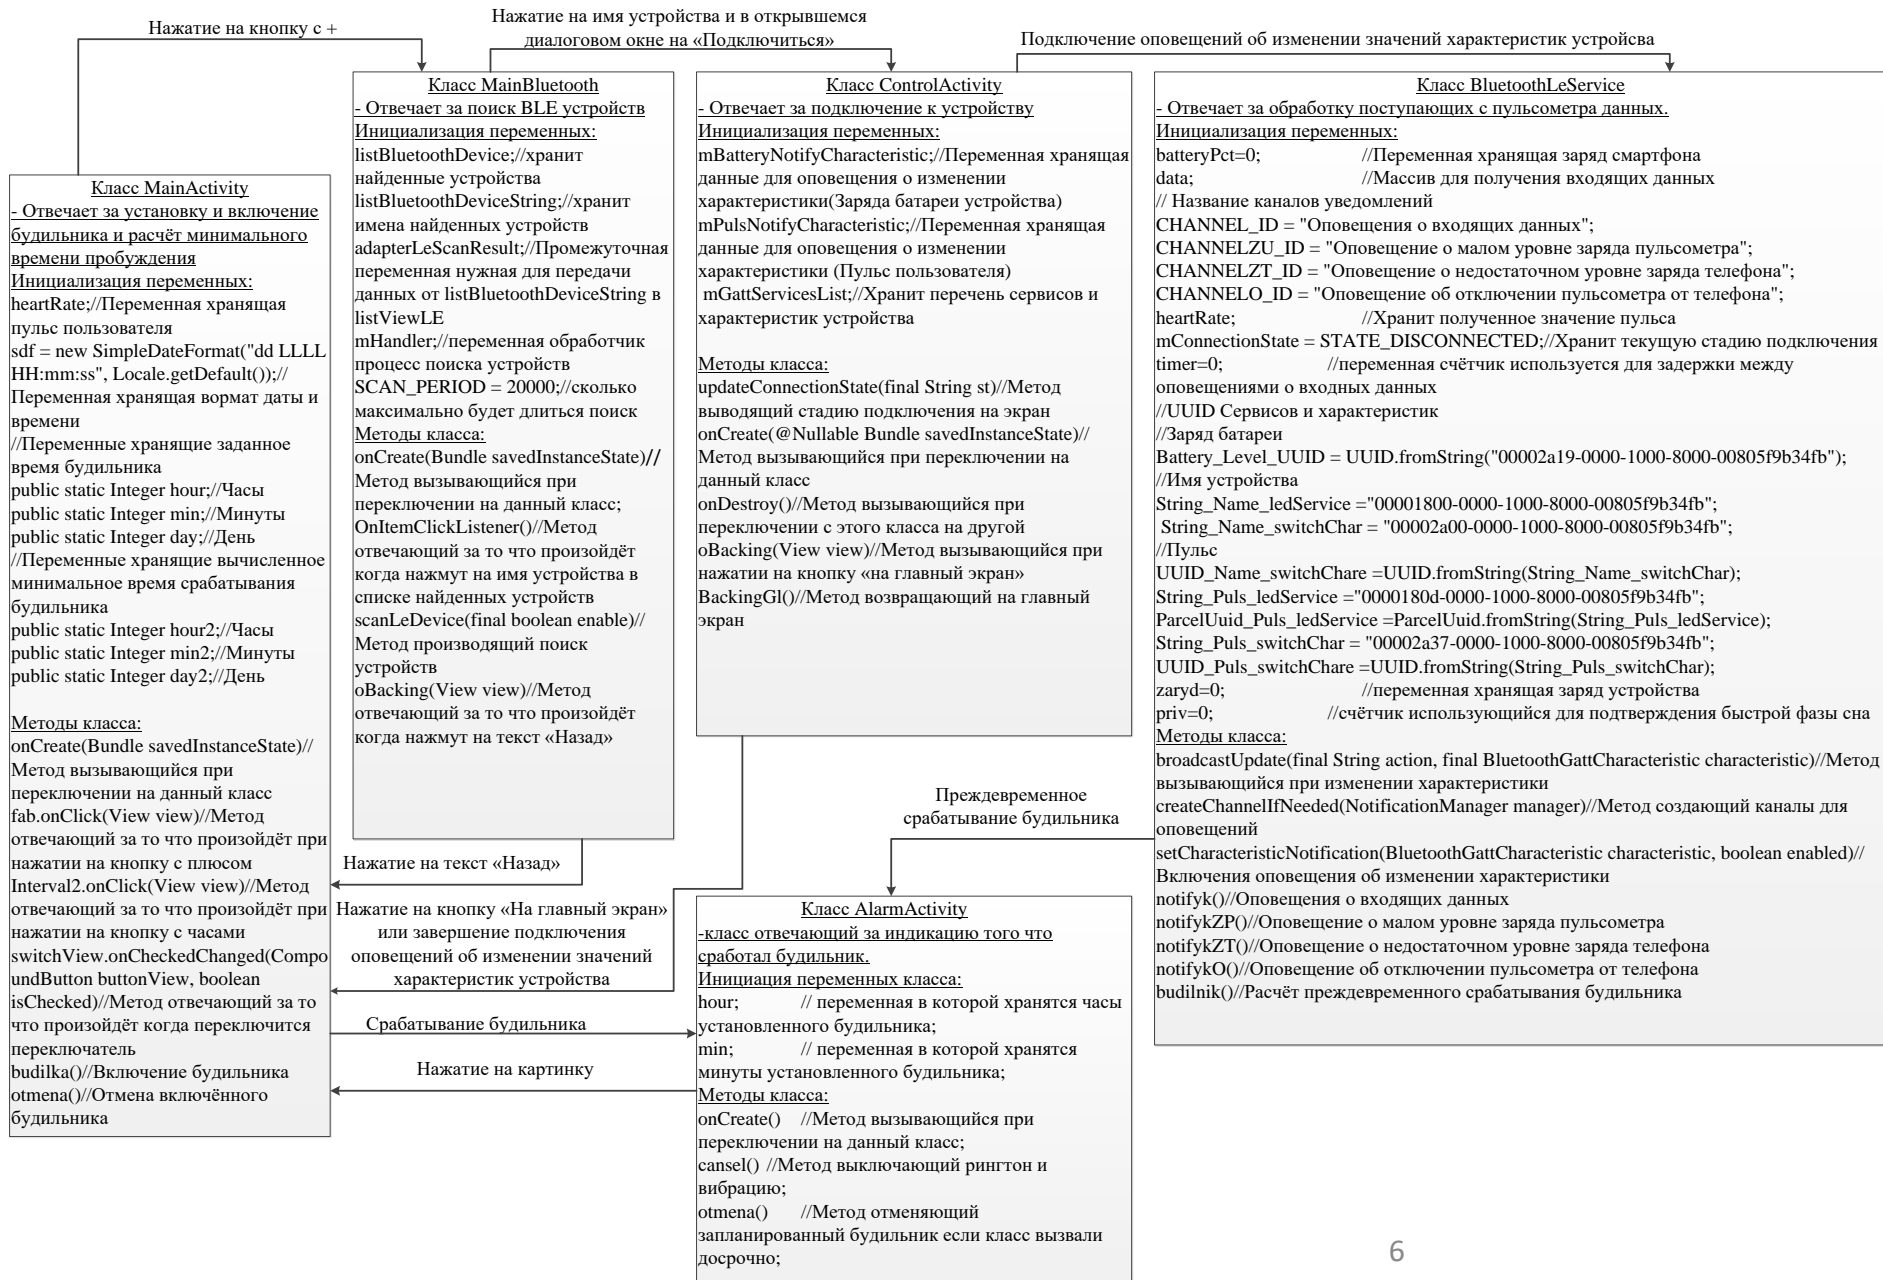 Нажатие на кнопку с +
Нажатие на имя устройства и в открывшемся
диалоговом окне на «Подключиться»
Подключение оповещений об изменении значений характеристик устройсва
Класс MainActivity
- Отвечает за установку и включение
будильника и расчёт минимального
времени пробуждения
Инициализация переменных:
heartRate;//Переменная хранящая
пульс пользователя
sdf = new SimpleDateFormat("dd LLLL
HH:mm:ss", Locale.getDefault());//
Переменная хранящая вормат даты и
времени
//Переменные хранящие заданное
время будильника
public static Integer hour;//Часы
public static Integer min;//Минуты
public static Integer day;//День
//Переменные хранящие вычисленное
минимальное время срабатывания
будильника
public static Integer hour2;//Часы
public static Integer min2;//Минуты
public static Integer day2;//День
Методы класса:
onCreate(Bundle savedInstanceState)//
Метод вызывающийся при
переключении на данный класс
fab.onClick(View view)//Метод
отвечающий за то что произойдёт при
нажатии на кнопку с плюсом
Interval2.onClick(View view)//Метод
отвечающий за то что произойдёт при
нажатии на кнопку с часами
switchView.onCheckedChanged(Compo
undButton buttonView, boolean
isChecked)//Метод отвечающий за то
что произойдёт когда переключится
переключатель
budilka()//Включение будильника
otmena()//Отмена включённого
будильника
Класс MainBluetooth
- Отвечает за поиск BLE устройств
Инициализация переменных:
listBluetoothDevice;//хранит
найденные устройства
listBluetoothDeviceString;//хранит
имена найденных устройств
adapterLeScanResult;//Промежуточная
переменная нужная для передачи
данных от listBluetoothDeviceString в
listViewLE
mHandler;//переменная обработчик
процесс поиска устройств
SCAN_PERIOD = 20000;//сколько
максимально будет длиться поиск
Методы класса:
onCreate(Bundle savedInstanceState)//
Метод вызывающийся при
переключении на данный класс;
OnItemClickListener()//Метод
отвечающий за то что произойдёт
когда нажмут на имя устройства в
списке найденных устройств
scanLeDevice(final boolean enable)//
Метод производящий поиск
устройств
oBacking(View view)//Метод
отвечающий за то что произойдёт
когда нажмут на текст «Назад»
Класс ControlActivity
- Отвечает за подключение к устройству
Инициализация переменных:
mBatteryNotifyCharacteristic;//Переменная хранящая
данные для оповещения о изменении
характеристики(Заряда батареи устройства)
mPulsNotifyCharacteristic;//Переменная хранящая
данные для оповещения о изменении
характеристики (Пульс пользователя)
mGattServicesList;//Хранит перечень сервисов и
характеристик устройства
Методы класса:
updateConnectionState(final String st)//Метод
выводящий стадию подключения на экран
onCreate(@Nullable Bundle savedInstanceState)//
Метод вызывающийся при переключении на
данный класс
onDestroy()//Метод вызывающийся при
переключении с этого класса на другой
oBacking(View view)//Метод вызывающийся при
нажатии на кнопку «на главный экран»
BackingGl()//Метод возвращающий на главный
экран
Класс BluetoothLeService
- Отвечает за обработку поступающих с пульсометра данных.
Инициализация переменных:
batteryPct=0; //Переменная хранящая заряд смартфона
data; //Массив для получения входящих данных
// Название каналов уведомлений
CHANNEL_ID = "Оповещения о входящих данных";
CHANNELZU_ID = "Оповещение о малом уровне заряда пульсометра";
CHANNELZT_ID = "Оповещение о недостаточном уровне заряда телефона";
CHANNELO_ID = "Оповещение об отключении пульсометра от телефона";
heartRate; //Хранит полученное значение пульса
mConnectionState = STATE_DISCONNECTED;//Хранит текущую стадию подключения
timer=0; //переменная счётчик используется для задержки между
оповещениями о входных данных
//UUID Сервисов и характеристик
//Заряд батареи
Battery_Level_UUID = UUID.fromString("00002a19-0000-1000-8000-00805f9b34fb");
//Имя устройства
String_Name_ledService ="00001800-0000-1000-8000-00805f9b34fb";
String_Name_switchChar = "00002a00-0000-1000-8000-00805f9b34fb";
//Пульс
UUID_Name_switchChare =UUID.fromString(String_Name_switchChar);
String_Puls_ledService ="0000180d-0000-1000-8000-00805f9b34fb";
ParcelUuid_Puls_ledService =ParcelUuid.fromString(String_Puls_ledService);
String_Puls_switchChar = "00002a37-0000-1000-8000-00805f9b34fb";
UUID_Puls_switchChare =UUID.fromString(String_Puls_switchChar);
zaryd=0; //переменная хранящая заряд устройства
priv=0; //счётчик использующийся для подтверждения быстрой фазы сна
Методы класса:
broadcastUpdate(final String action, final BluetoothGattCharacteristic characteristic)//Метод
вызывающийся при изменении характеристики
createChannelIfNeeded(NotificationManager manager)//Метод создающий каналы для
оповещений
setCharacteristicNotification(BluetoothGattCharacteristic characteristic, boolean enabled)//
Включения оповещения об изменении характеристики
notifyk()//Оповещения о входящих данных
notifykZP()//Оповещение о малом уровне заряда пульсометра
notifykZT()//Оповещение о недостаточном уровне заряда телефона
notifykO()//Оповещение об отключении пульсометра от телефона
budilnik()//Расчёт преждевременного срабатывания будильника
Преждевременное
срабатывание будильника
Нажатие на текст «Назад»
Нажатие на кнопку «На главный экран»
или завершение подключения
оповещений об изменении значений
характеристик устройства
Срабатывание будильника
Нажатие на картинку
Класс AlarmActivity
-класс отвечающий за индикацию того что
сработал будильник.
Инициация переменных класса:
hour; // переменная в которой хранятся часы
установленного будильника;
min; // переменная в которой хранятся
минуты установленного будильника;
Методы класса:
onCreate() //Метод вызывающийся при
переключении на данный класс;
cansel() //Метод выключающий рингтон и
вибрацию;
otmena() //Метод отменяющий
запланированный будильник если класс вызвали
досрочно;
6